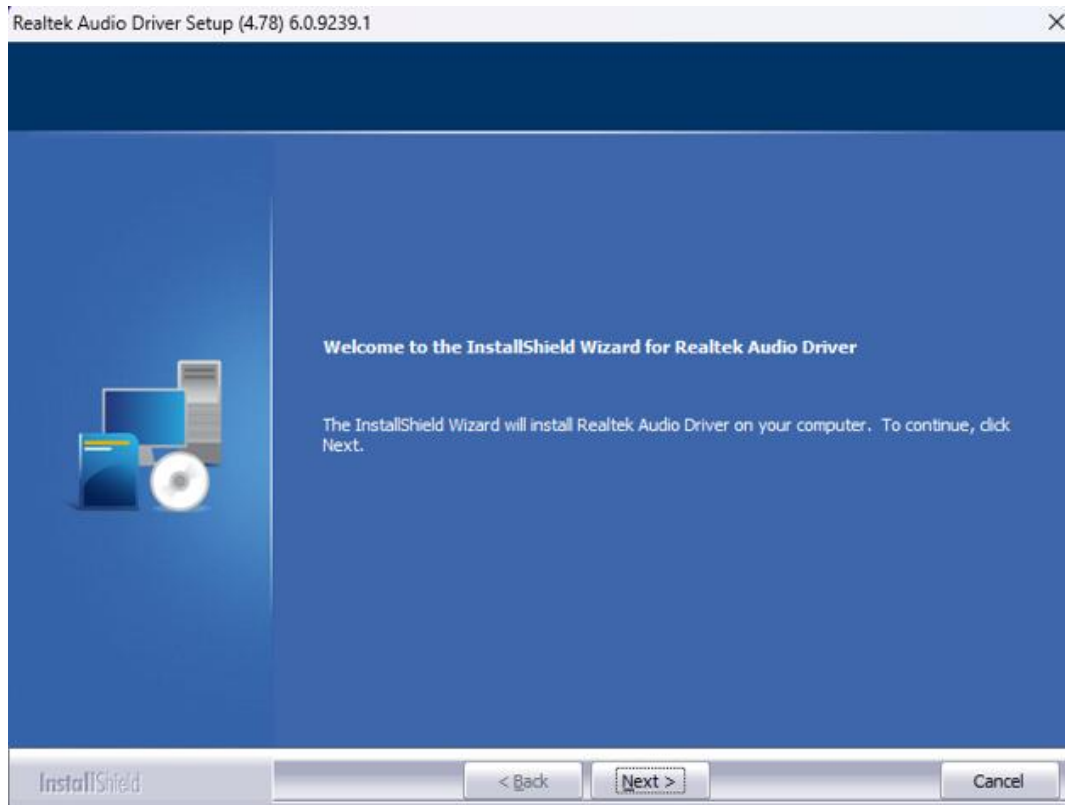 Realtek Audio Driver Setup (4.78) 6.0.9239.1
Welcome to the InstallShield Wizard for Realtek Audio Driver
The InstallShield Wizard will install Realtek Audio Driver on your computer. To continue, click
Next.
InstallShield
< Back
Next >
Cancel